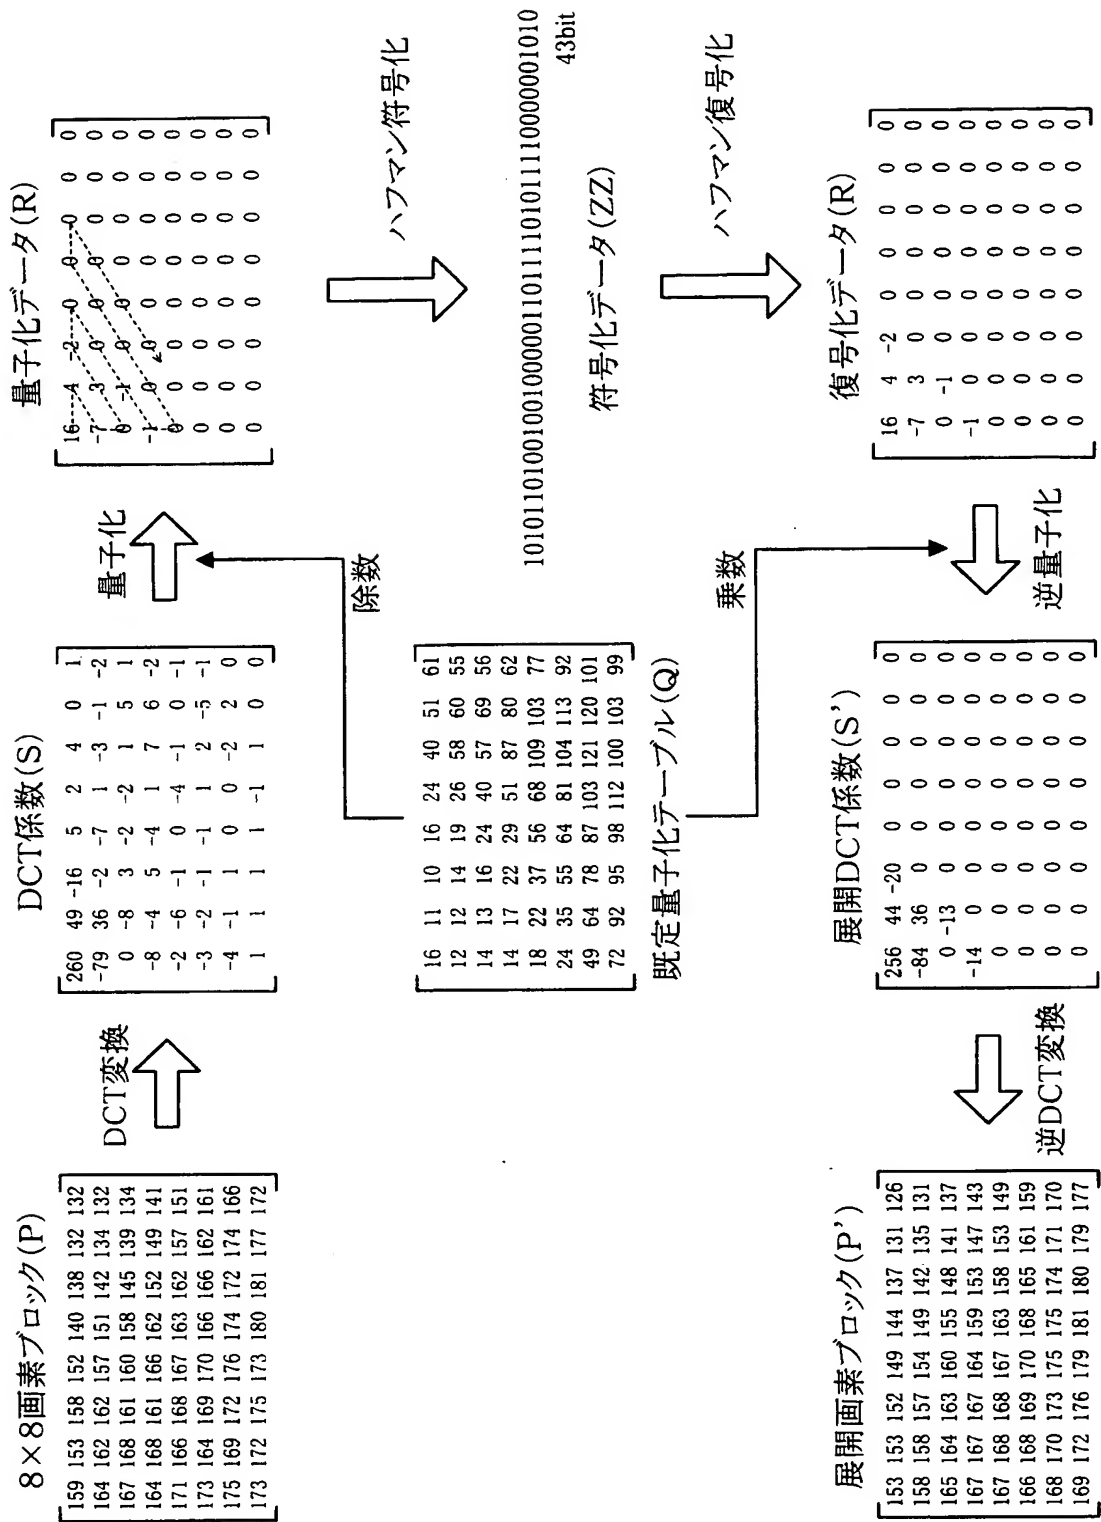 8×8画素ブロック(P)
159 153 158 152 140 138 132 132
164 162 162 157 151 142 134 132
167 168 161 160 158 145 139 134
164 168 161 166 162 152 149 141
171 166 168 167 163 162 157 151
173 164 169 170 166 166 162 161
175 169 172 176 174 172 174 166
173 172 175 173 180 181 177 172
DCT変換
DCT係数(S)
260 49 -16 5 2 4 0 1
-79 36 -2 -7 1 -3 -1 -2
0 -8 3 -2 -2 1 5 1
-8 -4 5 -4 1 7 6 -2
-2 -6 -1 0 -4 -1 0 -1
-3 -2 -1 -1 1 2 -5 -1
-4 -1 1 0 0 -2 2 0
1 1 1 1 -1 1 0 0
量子化
量子化データ(R)
16 4 -2 0 0 0 0 0
-7 3 0 0 0 0 0 0
0 -1 0 0 0 0 0 0
-1 0 0 0 0 0 0 0
0 0 0 0 0 0 0 0
0 0 0 0 0 0 0 0
0 0 0 0 0 0 0 0
0 0 0 0 0 0 0 0
除数
ハフマン符号化
16 11 10 16 24 40 51 61
12 12 14 19 26 58 60 55
14 13 16 24 40 57 69 56
14 17 22 29 51 87 80 62
18 22 37 56 68 109 103 77
24 35 55 64 81 104 113 92
49 64 78 87 103 121 120 101
72 92 95 98 112 100 103 99
既定量子化テーブル(Q)
1010110100100100000110111101011110000001010
43bit
符号化データ(ZZ)
乗数
ハフマン復号化
展開画素ブロック(P')
153 153 152 149 144 137 131 126
158 158 157 154 149 142 135 131
165 164 163 160 155 148 141 137
167 167 167 164 159 153 147 143
167 168 168 167 163 158 153 149
166 168 169 170 168 165 161 159
168 170 173 175 175 174 171 170
169 172 176 179 181 180 179 177
逆DCT変換
展開DCT係数(S')
256 44 -20 0 0 0 0 0
-84 36 0 0 0 0 0 0
0 -13 0 0 0 0 0 0
-14 0 0 0 0 0 0 0
0 0 0 0 0 0 0 0
0 0 0 0 0 0 0 0
0 0 0 0 0 0 0 0
0 0 0 0 0 0 0 0
逆量子化
復号化データ(R)
16 4 -2 0 0 0 0 0
-7 3 0 0 0 0 0 0
0 -1 0 0 0 0 0 0
-1 0 0 0 0 0 0 0
0 0 0 0 0 0 0 0
0 0 0 0 0 0 0 0
0 0 0 0 0 0 0 0
0 0 0 0 0 0 0 0